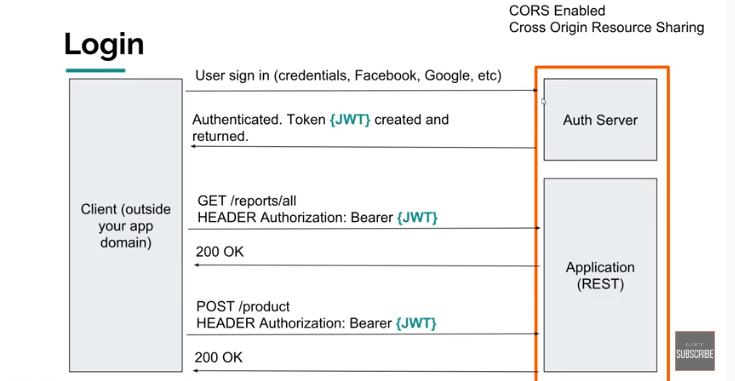 CORS Enabled
Cross Origin Resource Sharing
Login
User sign in (credentials, Facebook, Google, etc)
Auth Server
Authenticated. Token {JWT} created and
returned.
Client (outside
your app
domain)
GET /reports/all
HEADER Authorization: Bearer {JWT}
200 OK
Application
(REST)
POST /product
HEADER Authorization: Bearer {JWT}
200 OK
CLICK TO
SUBSCRIBE